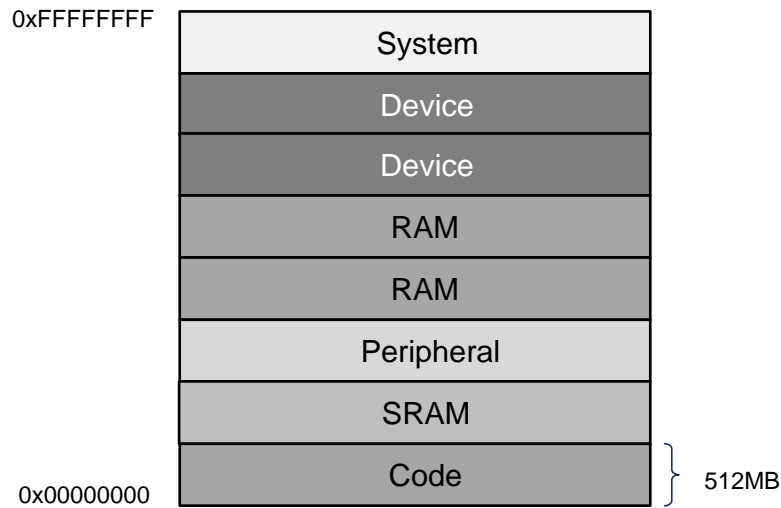 0xFFFFFFFF
System
Device
Device
RAM
RAM
Peripheral
SRAM
Code
0x00000000
512MB